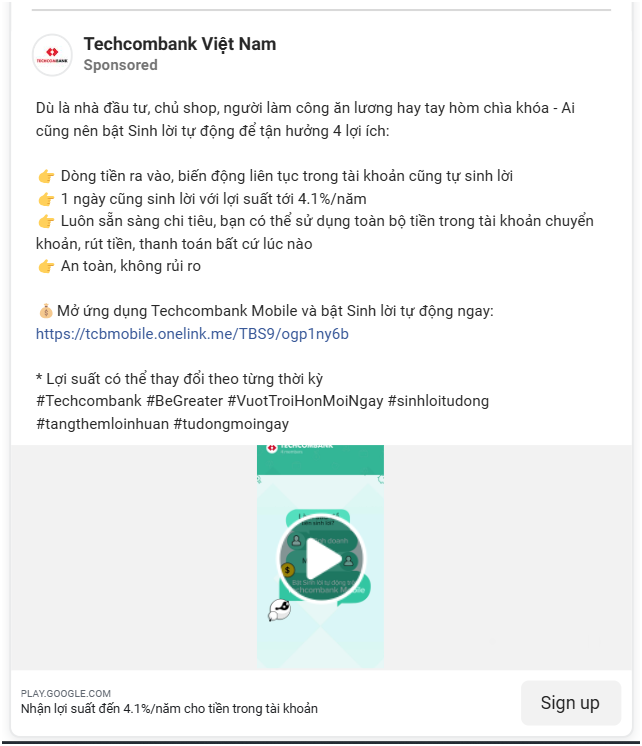 Techcombank Việt Nam
TECHCOMBANK
Sponsored
Dù là nhà đầu tư, chủ shop, người làm công ăn lương hay tay hòm chìa khóa - Ai
cũng nên bật Sinh lời tự động để tận hưởng 4 lợi ích:
👉 Dòng tiền ra vào, biến động liên tục trong tài khoản cũng tự sinh lời
👉 1 ngày cũng sinh lời với lợi suất tới 4.1%/năm
👉 Luôn sẵn sàng chi tiêu, bạn có thể sử dụng toàn bộ tiền trong tài khoản chuyển
khoản, rút tiền, thanh toán bất cứ lúc nào
👉 An toàn, không rủi ro
💰 Mở ứng dụng Techcombank Mobile và bật Sinh lời tự động ngay:
https://tcbmobile.onelink.me/TBS9/ogp1ny6b
* Lợi suất có thể thay đổi theo từng thời kỳ
#Techcombank #BeGreater #VuotTroiHonMoiNgay #sinhloitudong
#tangthemloinhuan #tudongmoingay
TECHCOMBANK
sinh lời?
doanh
Bật Sinh lời tự động trên
Techcombank Mobile
PLAY.GOOGLE.COM
Nhận lợi suất đến 4.1%/năm cho tiền trong tài khoản
Sign up